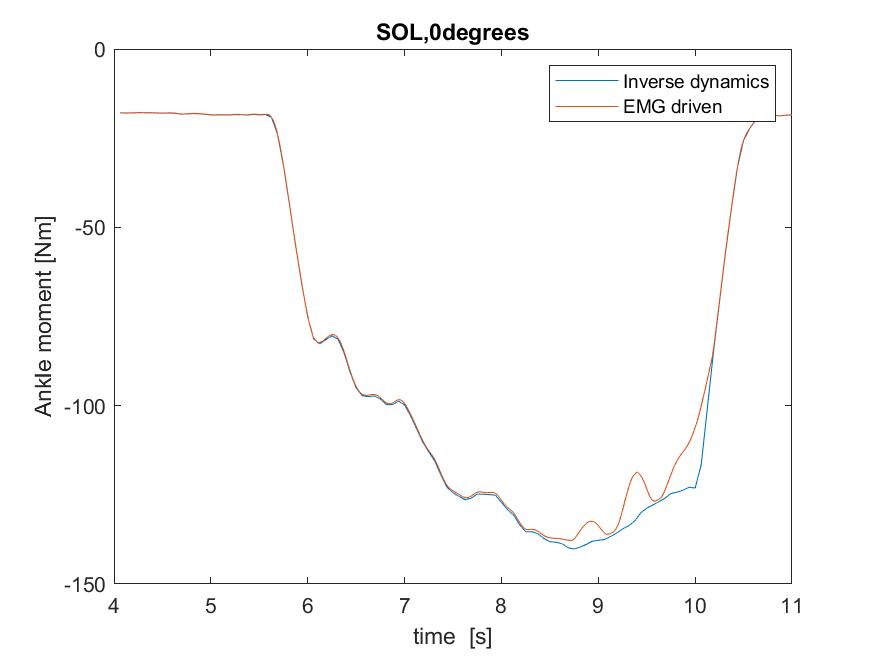 SOL,0degrees
0
-50
-100
-150
Ankle moment [Nm]
Inverse dynamics
EMG driven
4 5 6 7 8 9 10 11
time [s]